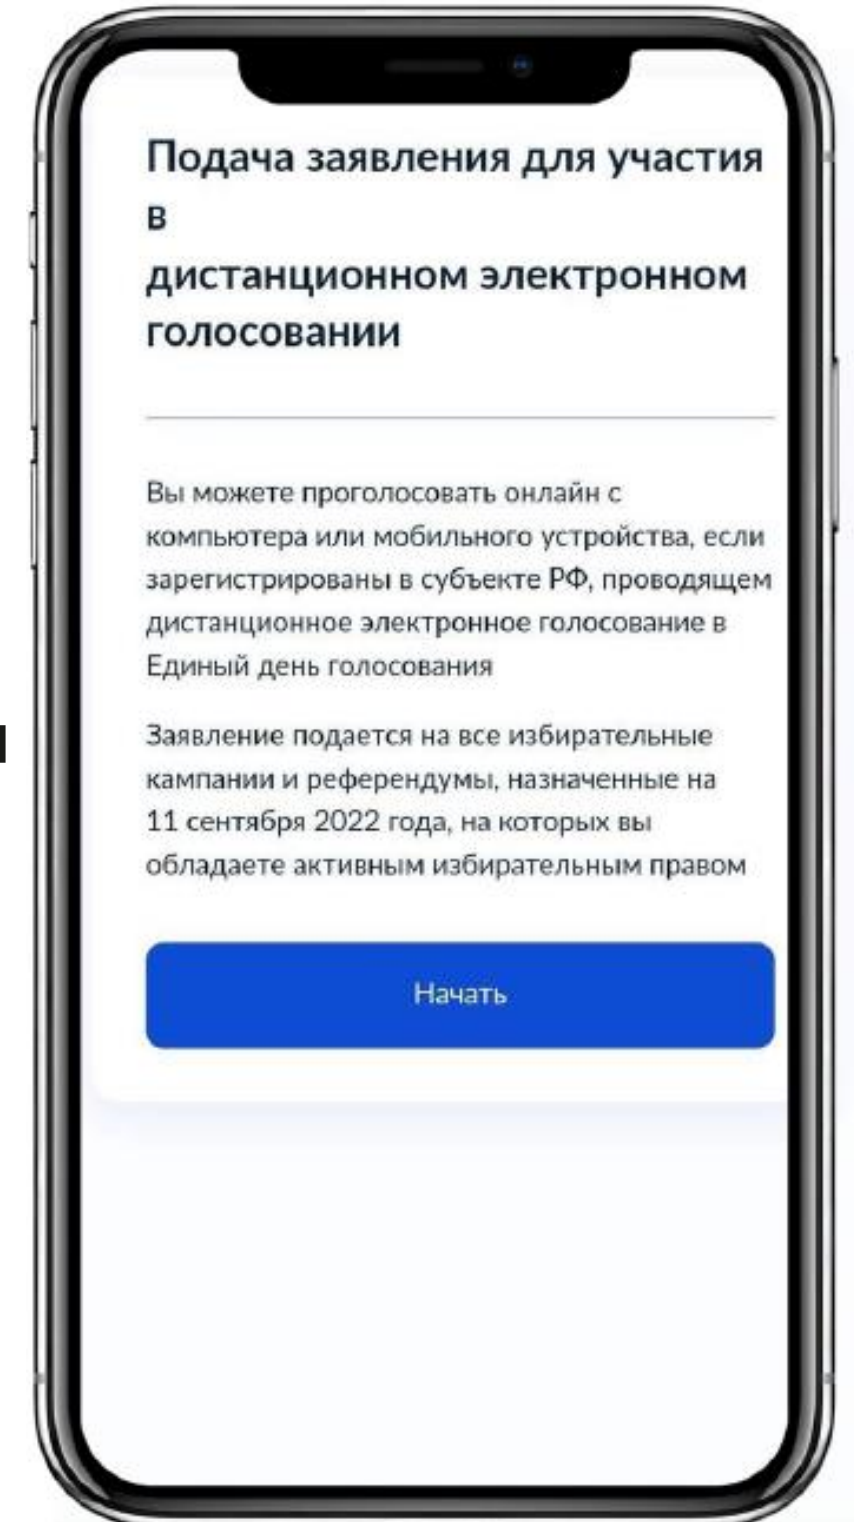 Подача заявления для участия
в
дистанционном электронном
голосовании
Вы можете проголосовать онлайн с
компьютера или мобильного устройства, если
зарегистрированы в субъекте РФ, проводящем
дистанционное электронное голосование в
Единый день голосования
Заявление подается на все избирательные
кампании и референдумы, назначенные на
11 сентября 2022 года, на которых вы
обладаете активным избирательным правом
Начать